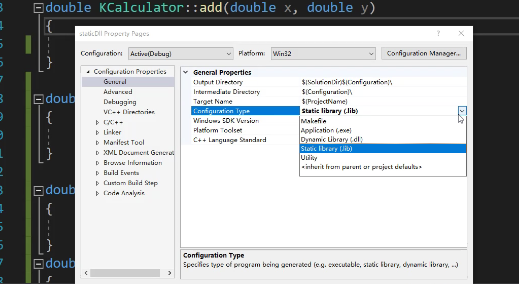 double KCalculator::add(double x, double y)
{
staticDll Property Pages
?
Configuration: Active(Debug) Platform: Win32 Configuration Manager...
Configuration Properties
General
Advanced
Debugging
VC++ Directories
C/C++
Linker
Manifest Tool
XML Document Generat
Browse Information
Build Events
Custom Build Step
Code Analysis
General Properties
Output Directory $(SolutionDir)$(Configuration)\
Intermediate Directory $(Configuration)\
Target Name $(ProjectName)
Configuration Type Static library (.lib)
Windows SDK Version
Platform Toolset
C++ Language Standard
Makefile
Application (.exe)
Dynamic Library (.dll)
Static library (.lib)
Utility
<inherit from parent or project defaults>
Configuration Type
Specifies type of program being generated (e.g. executable, static library, dynamic library, ...)
}
doub
{
}
doub
{
}
doub
{